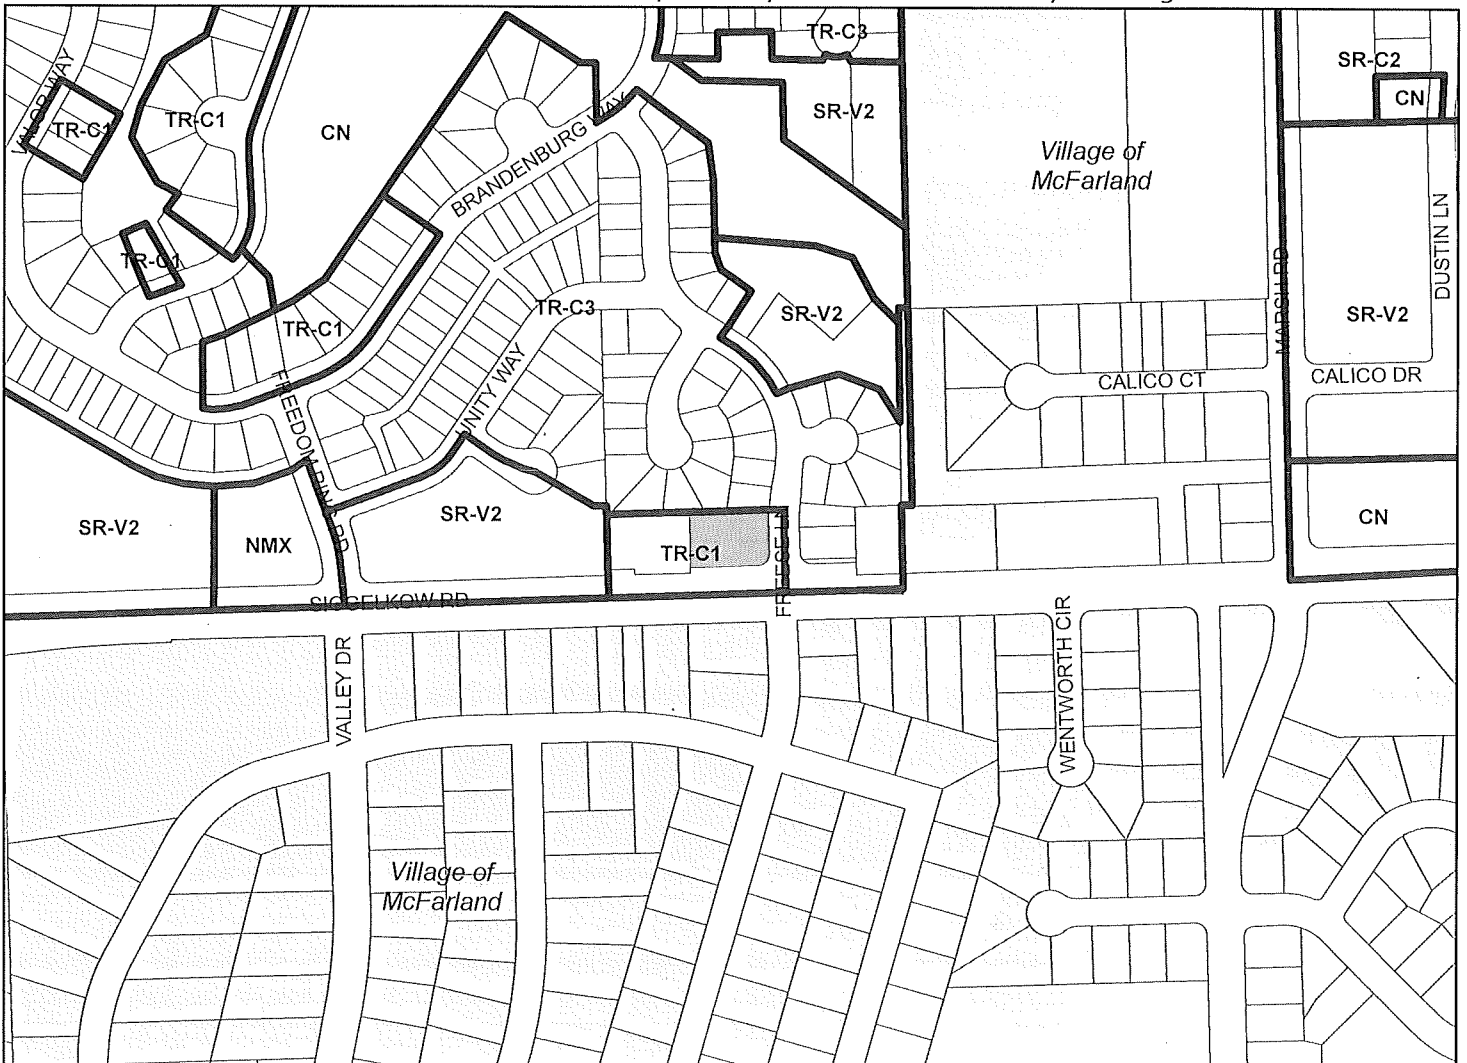 TR-C3
SR-C2
CN
VALOR WAY
TR-C1
TR-C1
CN
SR-V2
BRANDENBURG WAY
Village of
McFarland
DUSTIN LN
TR-C1
MARSH RD
TR-C3
SR-V2
SR-V2
TR-C1
UNITY WAY
CALICO CT
CALICO DR
FREEDOM RING RD
SR-V2
NMX
SR-V2
TR-C1
FREESE LN
CN
SIGGELKOW RD
VALLEY DR
WENTWORTH CIR
Village of
McFarland